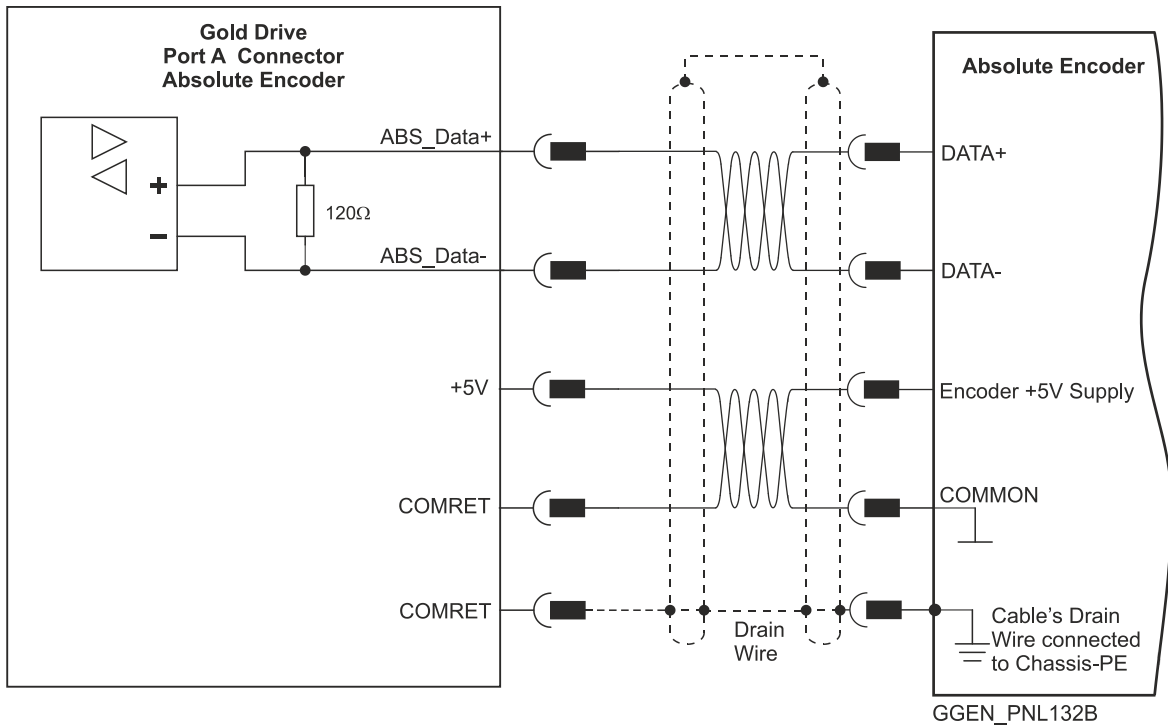 Gold Drive
Port A Connector
Absolute Encoder
Absolute Encoder
ABS_Data+
DATA+
+
120Ω
-
ABS_Data-
DATA-
+5V
Encoder +5V Supply
COMRET
COMMON
COMRET
Drain
Wire
Cable's Drain
Wire connected
to Chassis-PE
GGEN_PNL132B